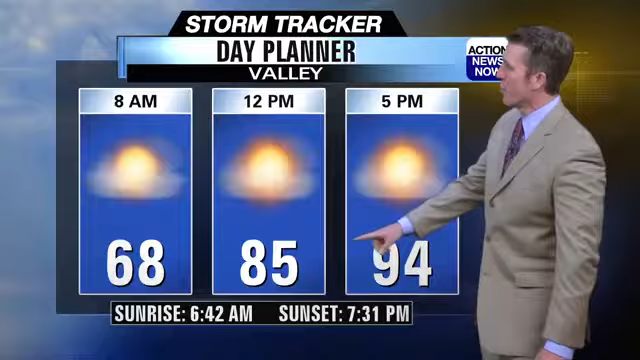 STORM TRACKER
DAY PLANNER
VALLEY
ACTION
NEWS
NOW
8 AM
12 PM
5 PM
68
85
94
SUNRISE: 6:42 AM SUNSET: 7:31 PM